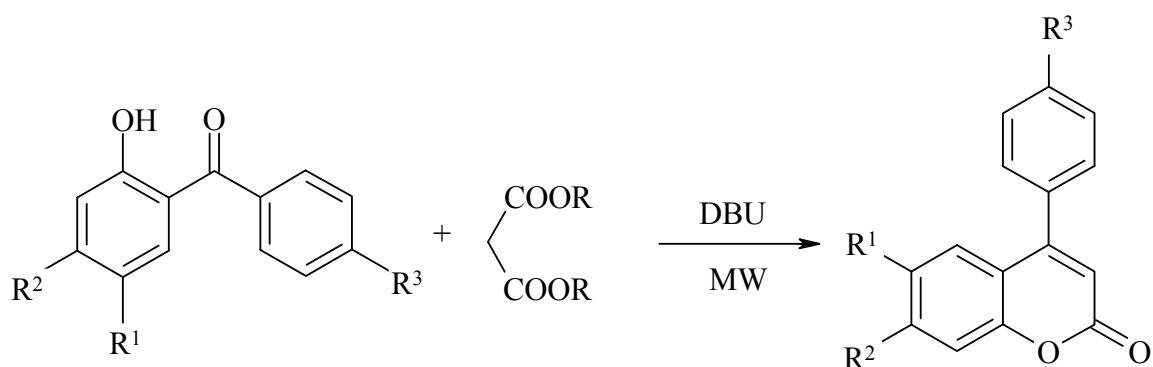 OH
O
R²
R¹
R³
+
COOR
COOR
DBU
MW
R³
R¹
R²
O
O